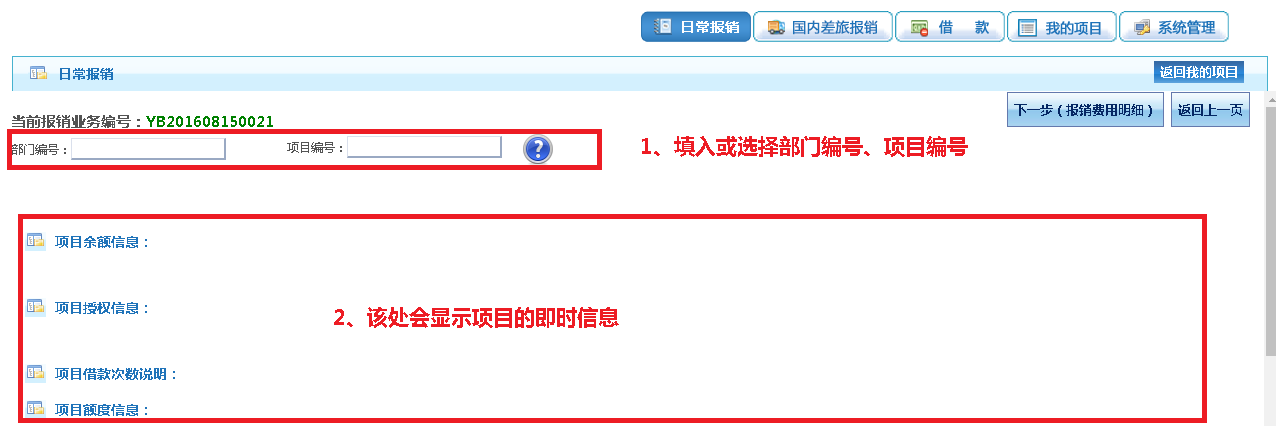 日常报销 国内差旅报销 借 款 我的项目 系统管理
日常报销 返回我的项目
下一步（报销费用明细） 返回上一页
当前报销业务编号：YB201608150021
部门编号： 项目编号： ? 1、填入或选择部门编号、项目编号
项目余额信息：
项目授权信息：
2、该处会显示项目的即时信息
项目借款次数说明：
项目额度信息：